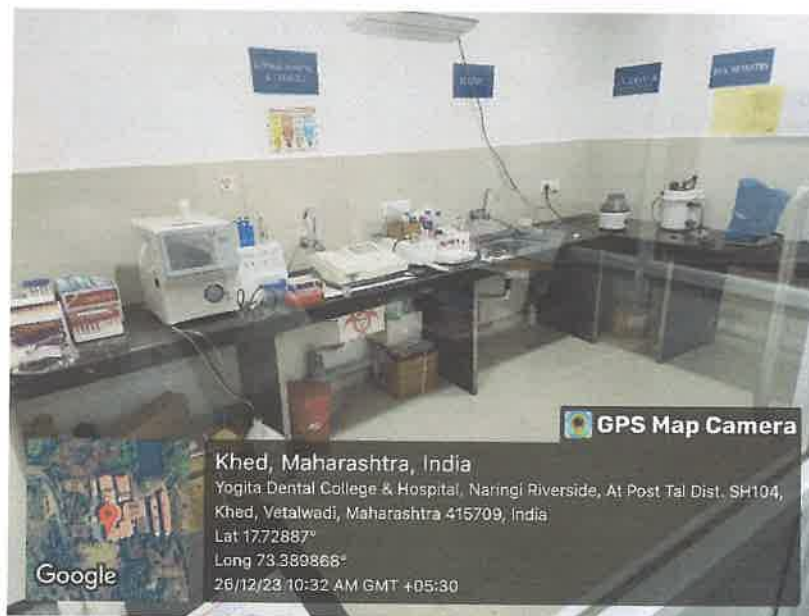 GPS Map Camera
Khed, Maharashtra, India
Yogita Dental College & Hospital, Naringi Riverside, At Post Tal Dist. SH104,
Khed, Vetalwadi, Maharashtra 415709, India
Lat 17.72887°
Long 73.389868°
26/12/23 10:32 AM GMT +05:30
Google